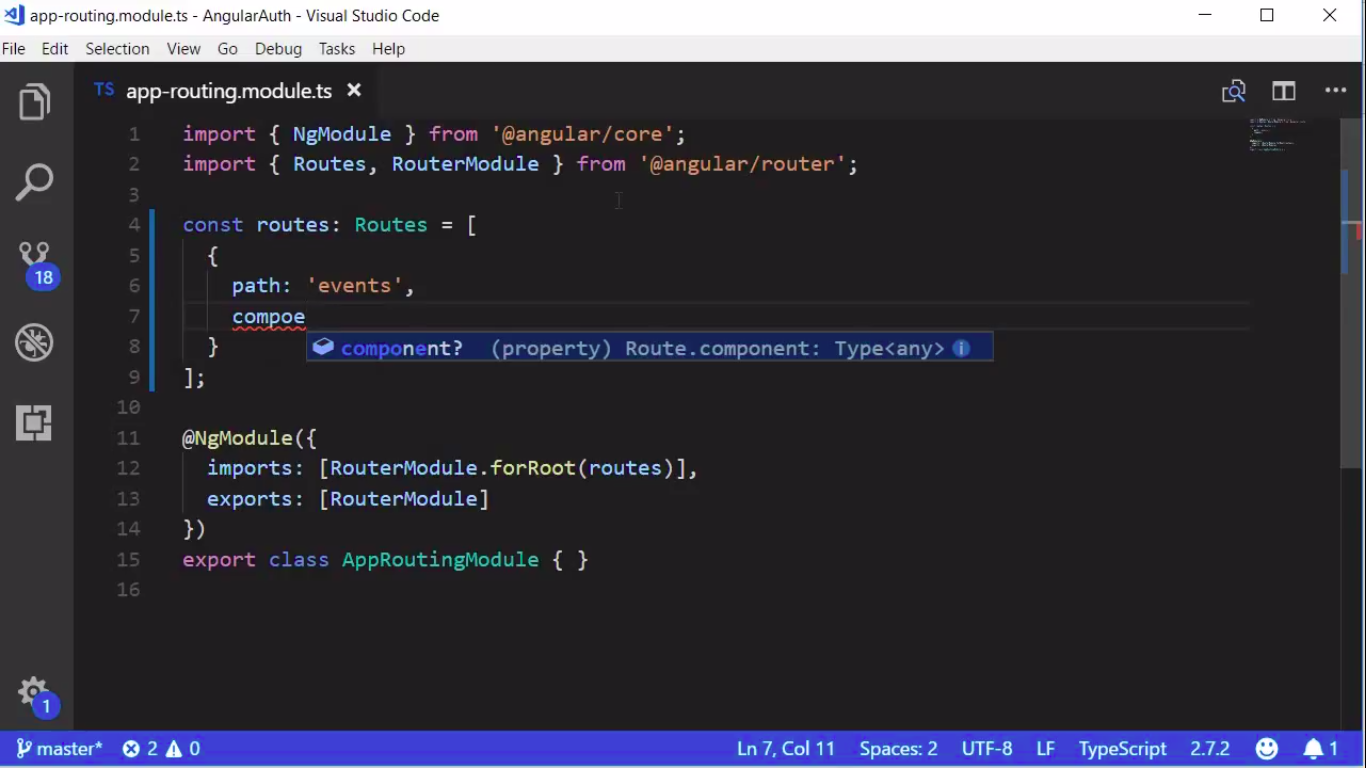 app-routing.module.ts - AngularAuth - Visual Studio Code
File Edit Selection View Go Debug Tasks Help
TS app-routing.module.ts
1 import { NgModule } from '@angular/core';
2 import { Routes, RouterModule } from '@angular/router';
3
4 const routes: Routes = [
5 {
6 path: 'events',
7 compoe
8 }
component? (property) Route.component: Type<any>
9 ];
10
11 @NgModule({
12 imports: [RouterModule.forRoot(routes)],
13 exports: [RouterModule]
14 })
15 export class AppRoutingModule { }
16
18
1
master* 2 0 Ln 7, Col 11 Spaces: 2 UTF-8 LF TypeScript 2.7.2 1